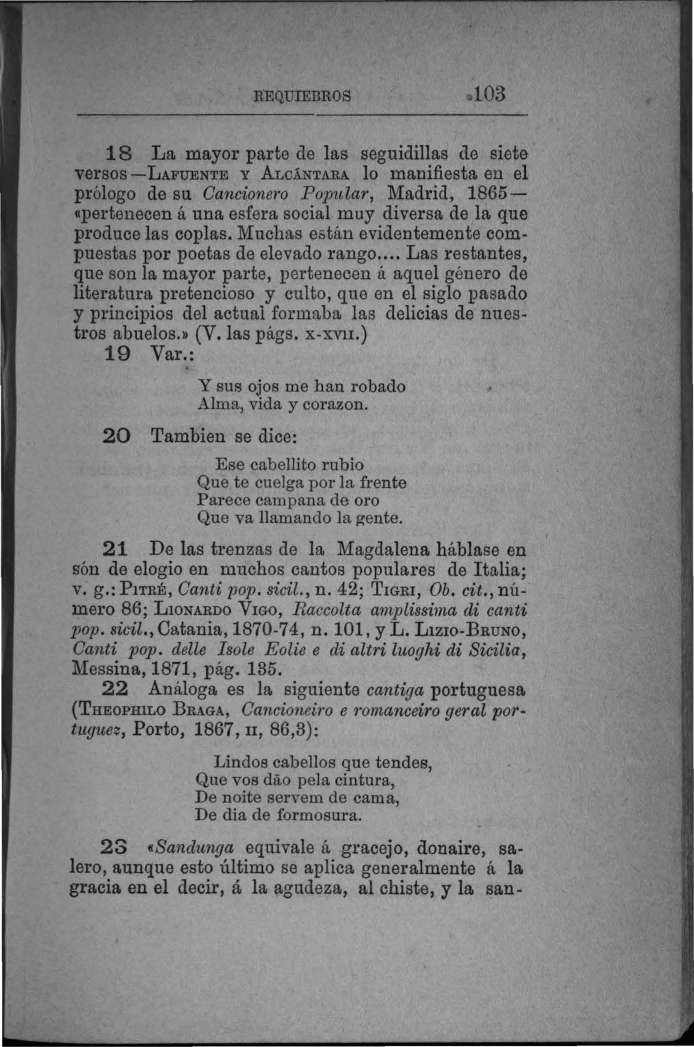 REQUIEBROS 103
18 La mayor parte de las seguidillas de siete
versos—LAFUENTE Y ALCÁNTARA lo manifiesta en el
prólogo de su Cancionero Popular, Madrid, 1865—
«pertenecen á una esfera social muy diversa de la que
produce las coplas. Muchas están evidentemente com-
puestas por poetas de elevado rango.... Las restantes,
que son la mayor parte, pertenecen á aquel género de
literatura pretencioso y culto, que en el siglo pasado
y principios del actual formaba las delicias de nues-
tros abuelos.» (V. las págs. X-XVII.)
19 Var.:
Y sus ojos me han robado
Alma, vida y corazon.
20 Tambien se dice:
Ese cabellito rubio
Que te cuelga por la frente
Parece campana de oro
Que va llamando la gente.
21 De las trenzas de la Magdalena háblase en
són de elogio en muchos cantos populares de Italia;
v. g.: PITRÉ, Canti pop. sicil., n. 42; TIGRI, Ob. cit., nú-
mero 86; LIONARDO VIGO, Raccolta amplissima di canti
pop. sicil., Catania, 1870-74, n. 101, y L. LIZIO-BRUNO,
Canti pop. delle Isole Eolie e di altri luoghi di Sicilia,
Messina, 1871, pág. 135.
22 Análoga es la siguiente cantiga portuguesa
(THEOPHILO BRAGA, Cancioneiro e romanceiro geral por-
tuguez, Porto, 1867, II, 86,3):
Lindos cabellos que tendes,
Que vos dão pela cintura,
De noite servem de cama,
De dia de formosura.
23 «Sandunga equivale á gracejo, donaire, sa-
lero, aunque esto último se aplica generalmente á la
gracia en el decir, á la agudeza, al chiste, y la san-